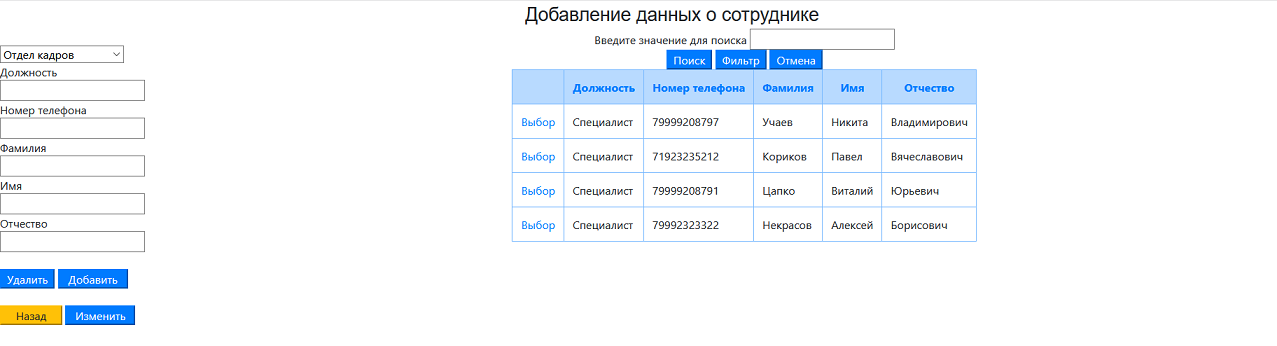 Добавление данных о сотруднике
Введите значение для поиска
Поиск Фильтр Отмена
Отдел кадров
Должность
Номер телефона
Фамилия
Имя
Отчество
Удалить Добавить
Назад Изменить
Должность Номер телефона Фамилия Имя Отчество
Выбор Специалист 79999208797 Учаев Никита Владимирович
Выбор Специалист 71923235212 Кориков Павел Вячеславович
Выбор Специалист 79999208791 Цапко Виталий Юрьевич
Выбор Специалист 79992323322 Некрасов Алексей Борисович